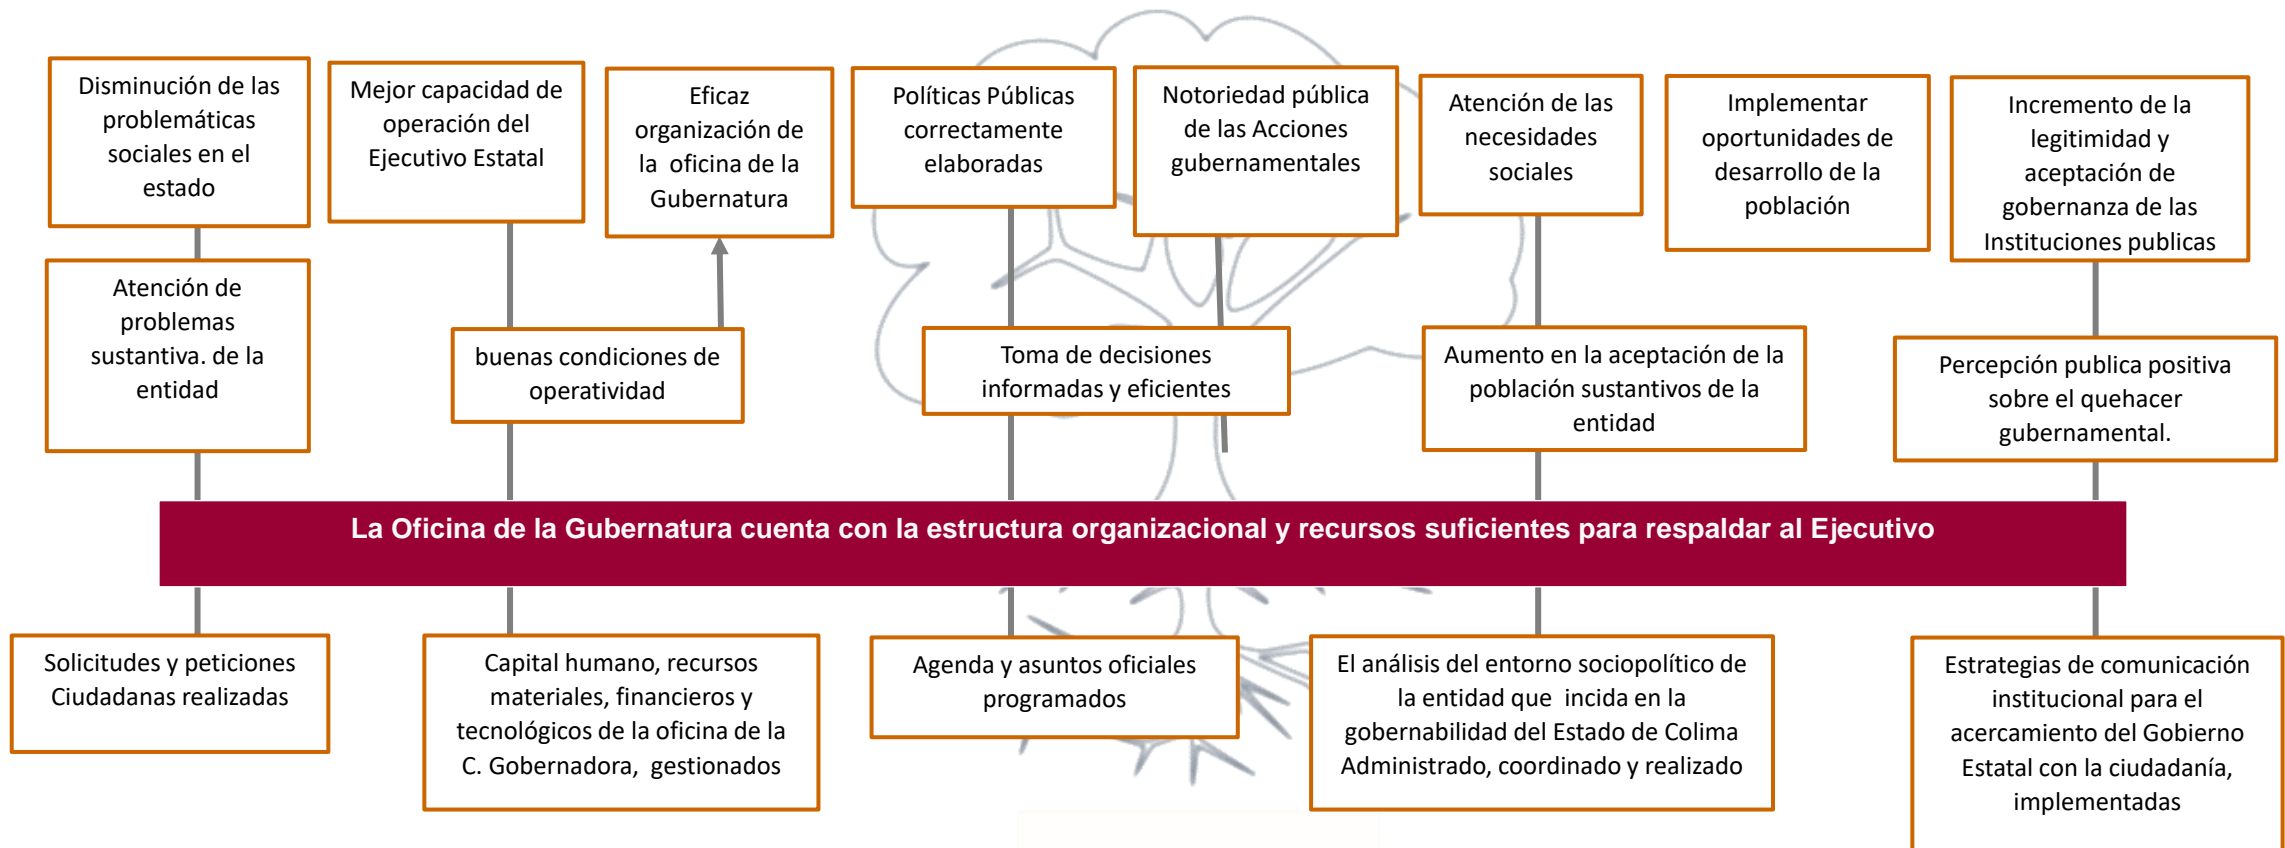 Disminución de las
problemáticas
sociales en el
estado
Mejor capacidad de
operación del
Ejecutivo Estatal
Eficaz
organización de
la oficina de la
Gubernatura
Políticas Públicas
correctamente
elaboradas
Notoriedad pública
de las Acciones
gubernamentales
Atención de las
necesidades
sociales
Implementar
oportunidades de
desarrollo de la
población
Incremento de la
legitimidad y
aceptación de
gobernanza de las
Instituciones publicas
Atención de
problemas
sustantiva. de la
entidad
buenas condiciones de
operatividad
Toma de decisiones
informadas y eficientes
Aumento en la aceptación de la
población sustantivos de la
entidad
Percepción publica positiva
sobre el quehacer
gubernamental.
La Oficina de la Gubernatura cuenta con la estructura organizacional y recursos suficientes para respaldar al Ejecutivo
Solicitudes y peticiones
Ciudadanas realizadas
Capital humano, recursos
materiales, financieros y
tecnológicos de la oficina de la
C. Gobernadora, gestionados
Agenda y asuntos oficiales
programados
El análisis del entorno sociopolítico de
la entidad que incida en la
gobernabilidad del Estado de Colima
Administrado, coordinado y realizado
Estrategias de comunicación
institucional para el
acercamiento del Gobierno
Estatal con la ciudadanía,
implementadas